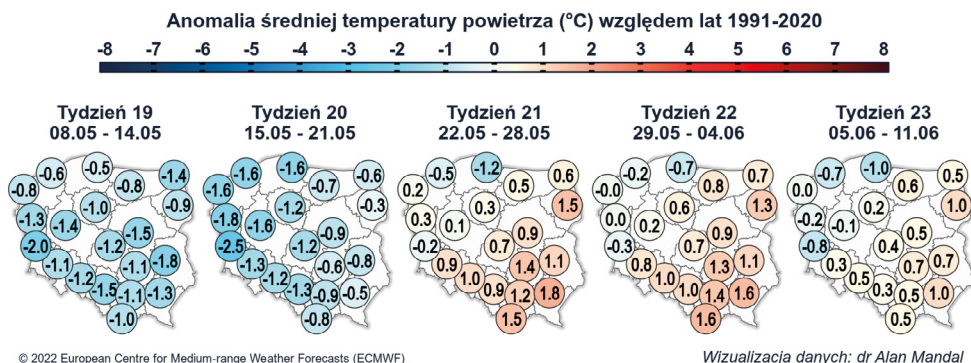 Anomalia średniej temperatury powietrza (°C) względem lat 1991-2020
-8 -7 -6 -5 -4 -3 -2 -1 0 1 2 3 4 5 6 7 8
Tydzień 19
08.05 - 14.05
-0.8 -0.6 -0.5 -0.8 -1.4
-1.3 -1.4 -1.0 -0.9
-2.0 -1.2 -1.5
-1.1 -1.2 -1.5 -1.1 -1.8
-1.1 -1.3
-1.0
Tydzień 20
15.05 - 21.05
-1.6 -1.6 -1.6 -0.7 -0.6
-1.8 -1.6 -1.2 -0.3
-2.5 -1.2 -0.9
-1.3 -1.2 -1.3 -0.6 -0.8
-0.9 -0.5
-0.8
Tydzień 21
22.05 - 28.05
0.2 -0.5 -1.2 0.5 0.6
0.3 0.1 0.3 1.5
-0.2 0.7 0.9
0.9 1.0 0.9 1.4 1.1
1.2 1.8
1.5
Tydzień 22
29.05 - 04.06
-0.0 -0.2 -0.7 0.8 0.7
0.0 0.2 0.6 1.3
-0.3 0.7 0.9
0.8 1.0 1.0 1.3 1.1
1.4 1.6
1.6
Tydzień 23
05.06 - 11.06
0.0 -0.7 -1.0 0.6 0.5
-0.2 -0.1 0.2 1.0
-0.8 0.4 0.5
0.3 0.5 0.3 0.7 0.7
0.5 1.0
0.5
© 2022 European Centre for Medium-range Weather Forecasts (ECMWF)
Wizualizacja danych: dr Alan Mandal